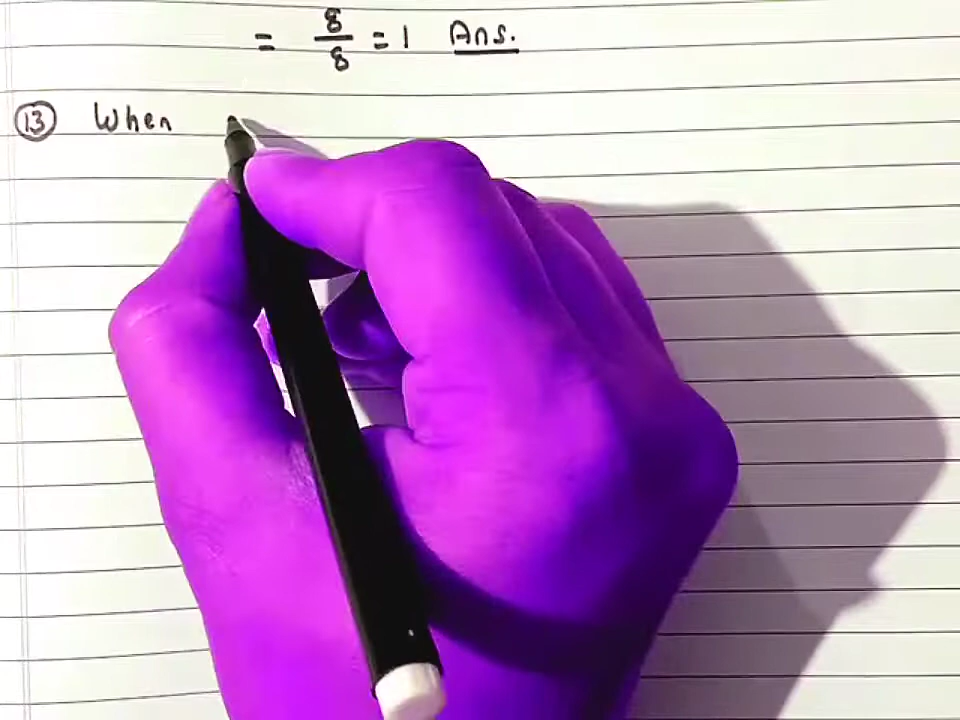 = 8/8 = 1 Ans.
13 When